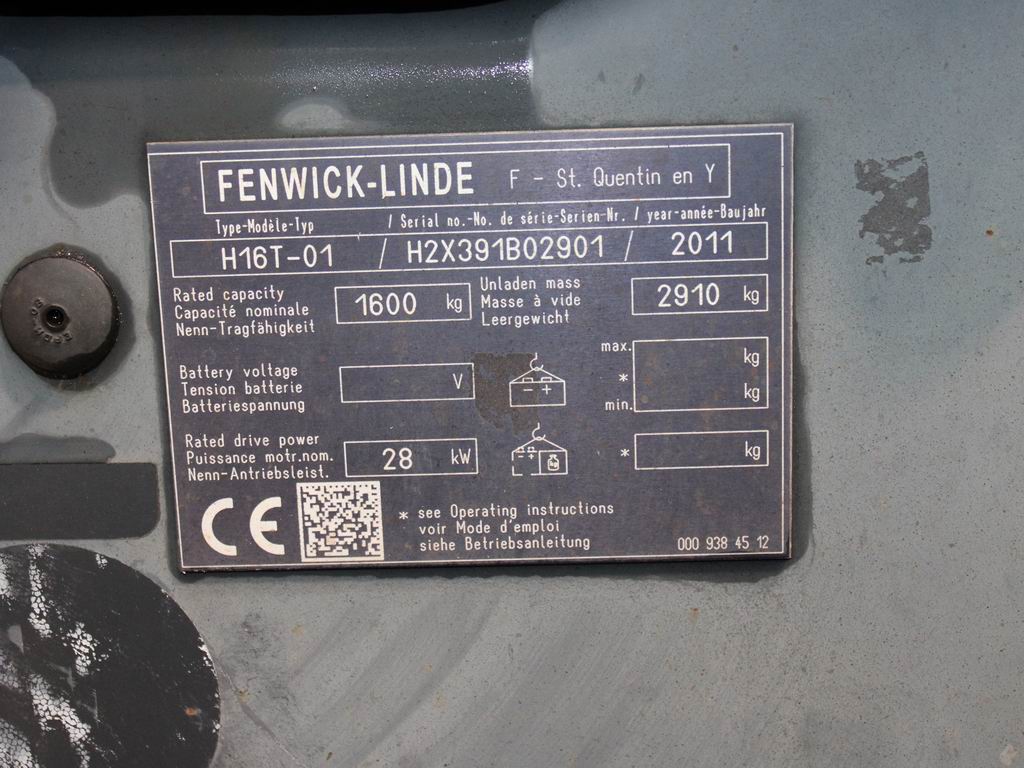 FENWICK-LINDE F - St. Quentin en Y
Type-Modèle-Typ / Serial no.-No. de série-Serien Nr. / year-année-Baujahr
H16T-01 / H2X391B02901 / 2011
Rated capacity
Capacité nominale
Nenn-Tragfähigkeit
1600 kg
Unladen mass
Masse à vide
Leergewicht
2910 kg
Battery voltage
Tension batterie
Batteriespannung
V
- +
max.
*
min.
kg
kg
Rated drive power
Puissance motr.nom.
Nenn-Antriebsleist.
28 kW
- + kg
* kg
CE
* see Operating instructions
voir Mode d'emploi
siehe Betriebsanleitung
000 938 45 12